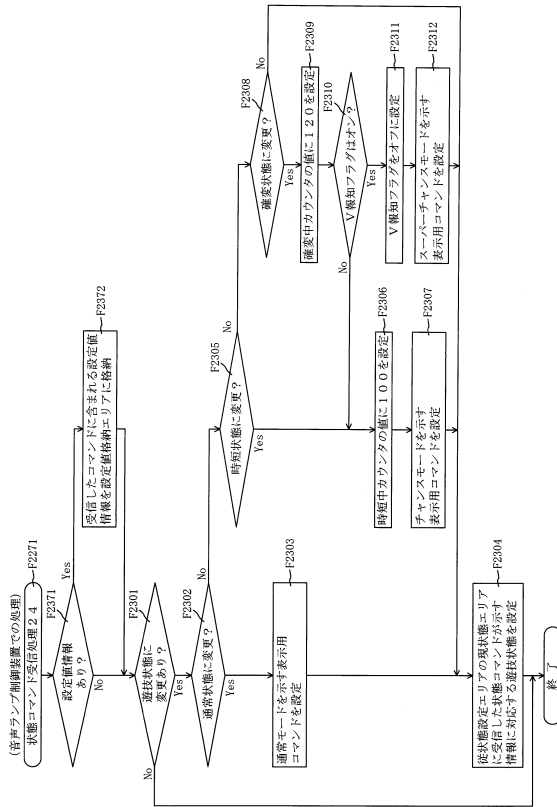 (音声ランプ制御装置での処理)
状態コマンド受信処理24
F2271
F2371
設定値情報
あり?
Yes
No
F2372
受信したコマンドに含まれる設定値
情報を設定値格納エリアに格納
F2301
遊技状態に
変更あり?
No
Yes
F2302
通常状態に変更?
No
Yes
F2303
通常モードを示す表示用
コマンドを設定
F2305
時短状態に変更?
No
Yes
F2306
時短中カウンタの値に100を設定
F2307
チャンスモードを示す
表示用コマンドを設定
F2308
確変状態に変更?
No
Yes
F2309
確変中カウンタの値に120を設定
F2310
V報知フラグはオン?
No
Yes
F2311
V報知フラグをオフに設定
F2312
スーパーチャンスモードを示す
表示用コマンドを設定
F2304
従状態設定エリアの現状態エリア
に受信した状態コマンドが示す
情報に対応する遊技状態を設定
終了